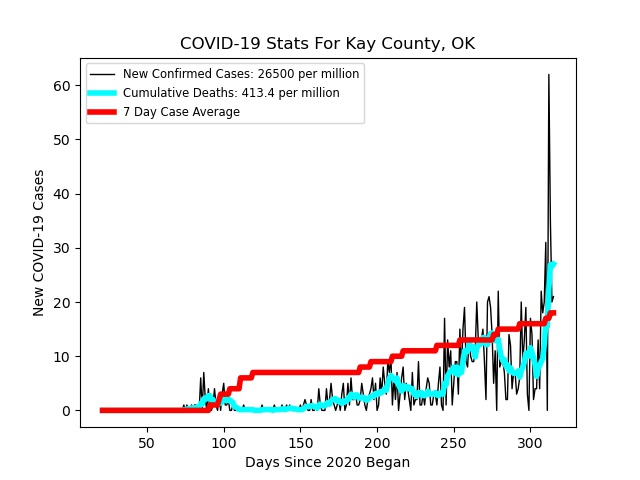 COVID-19 Stats For Kay County, OK
New Confirmed Cases: 26500 per million
Cumulative Deaths: 413.4 per million
7 Day Case Average
New COVID-19 Cases
60
50
40
30
20
10
0
50 100 150 200 250 300
Days Since 2020 Began